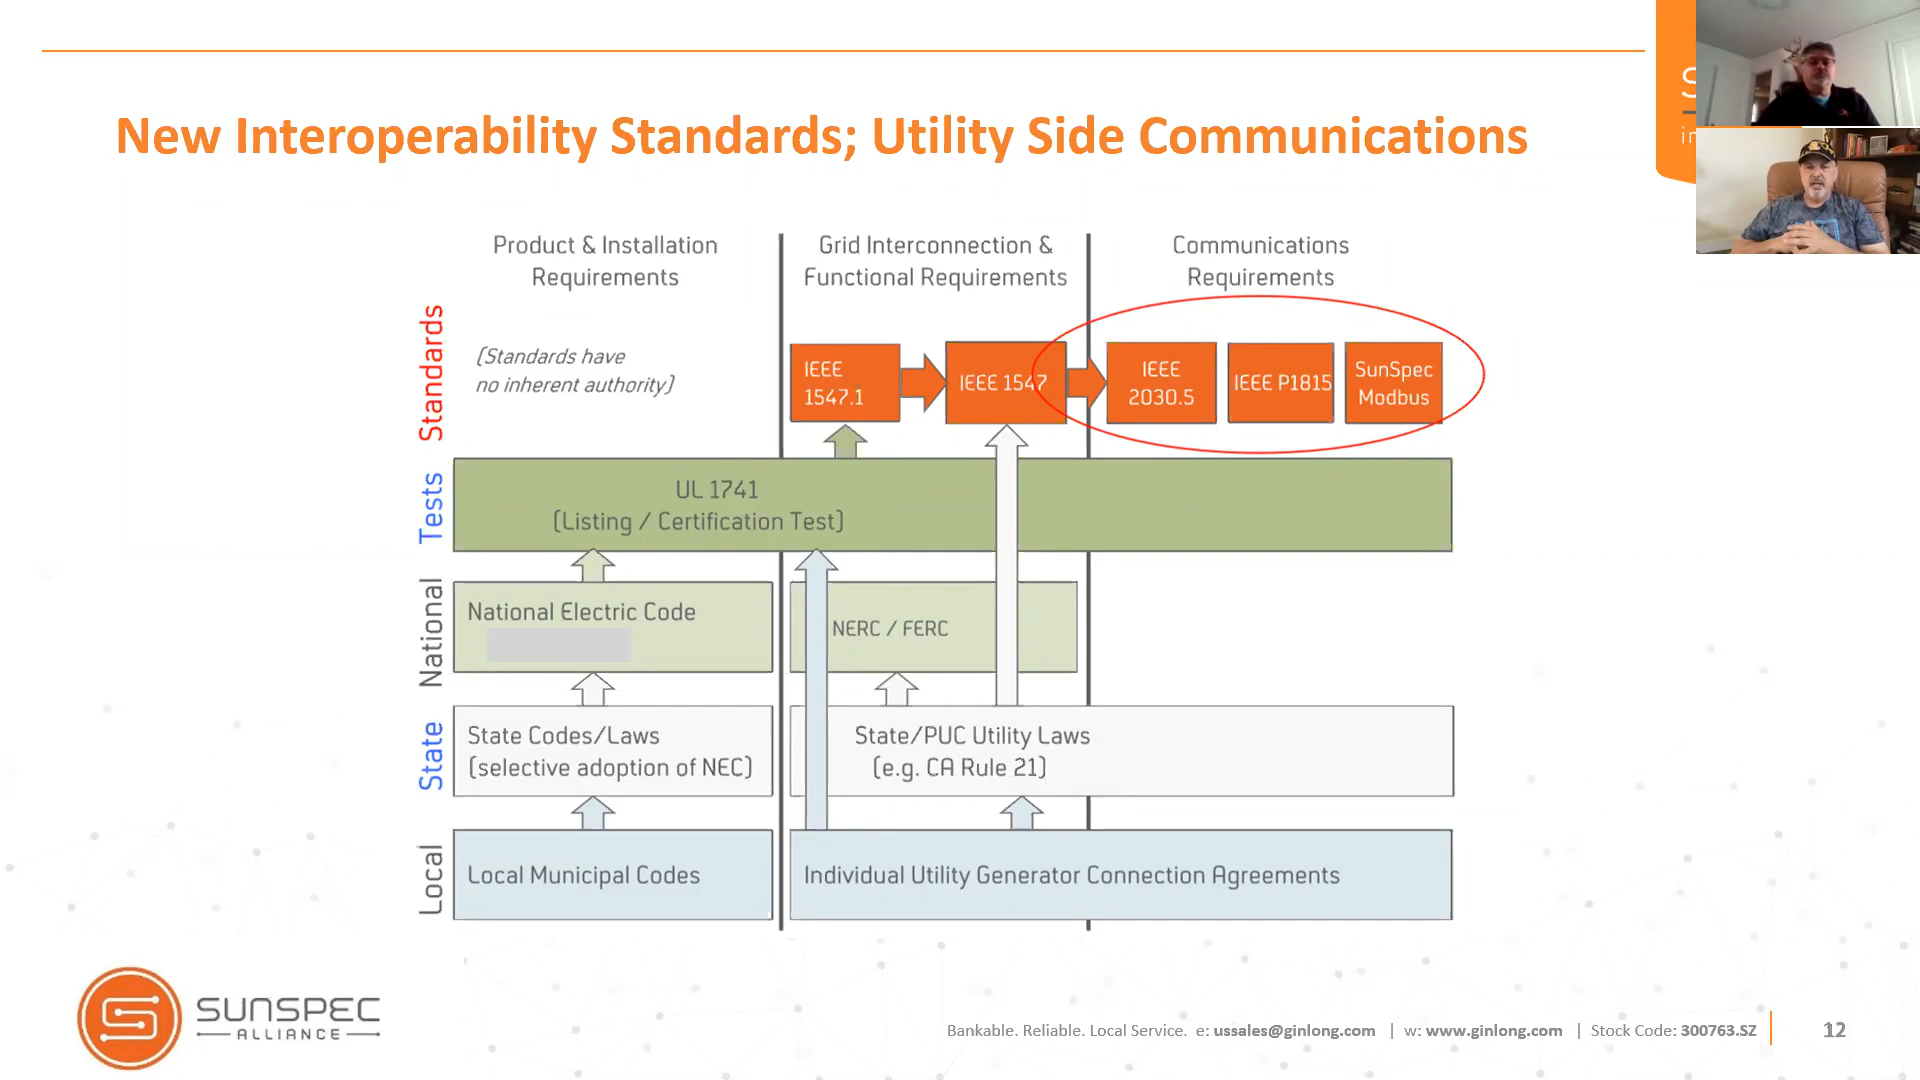 New Interoperability Standards; Utility Side Communications
Product & Installation
Requirements
Grid Interconnection &
Functional Requirements
Communications
Requirements
Standards
(Standards have
no inherent authority)
IEEE
1547.1
IEEE 1547
IEEE
2030.5
IEEE P1815
SunSpec
Modbus
Tests
UL 1741
(Listing / Certification Test)
National
National Electric Code
NERC / FERC
State
State Codes/Laws
(selective adoption of NEC)
State/PUC Utility Laws
(e.g. CA Rule 21)
Local
Local Municipal Codes
Individual Utility Generator Connection Agreements
SUNSPEC
ALLIANCE
Bankable. Reliable. Local Service. e: ussales@ginlong.com | w: www.ginlong.com | Stock Code: 300763.SZ
12